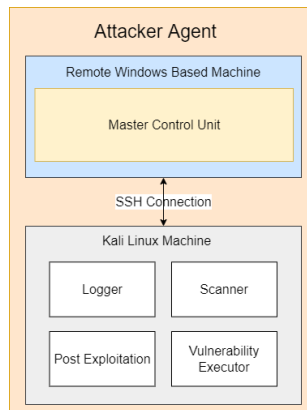 Attacker Agent
Remote Windows Based Machine
Master Control Unit
SSH Connection
Kali Linux Machine
Logger
Scanner
Post Exploitation
Vulnerability
Executor